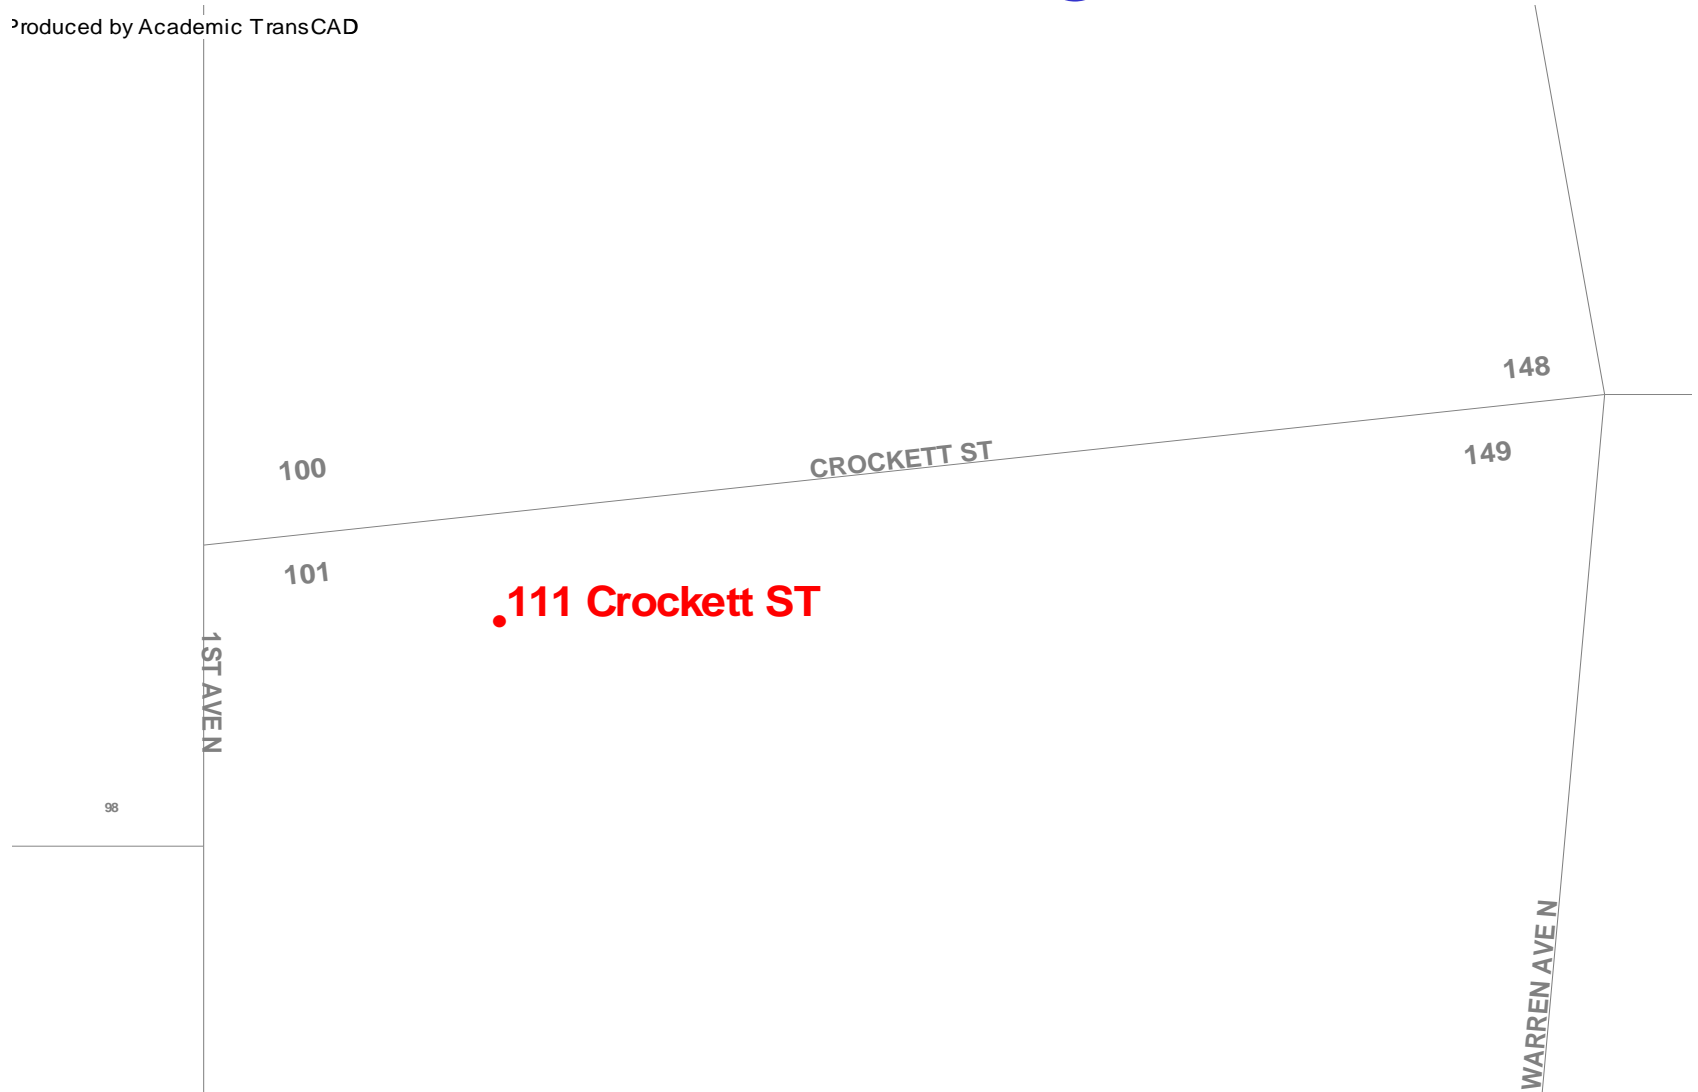 Produced by Academic TransCAD
148
CROCKETT ST
149
100
101
111 Crockett ST
1ST AVE N
98
WARREN AVE N